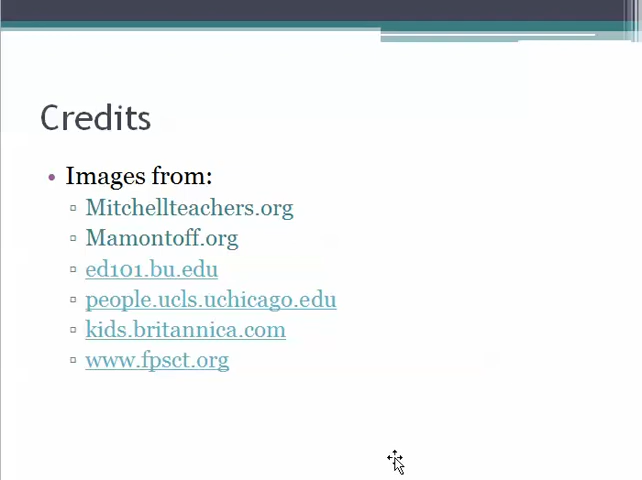 Credits
• Images from:
▫ Mitchellteachers.org
▫ Mamontoff.org
▫ ed101.bu.edu
▫ people.ucls.uchicago.edu
▫ kids.britannica.com
▫ www.fpsct.org